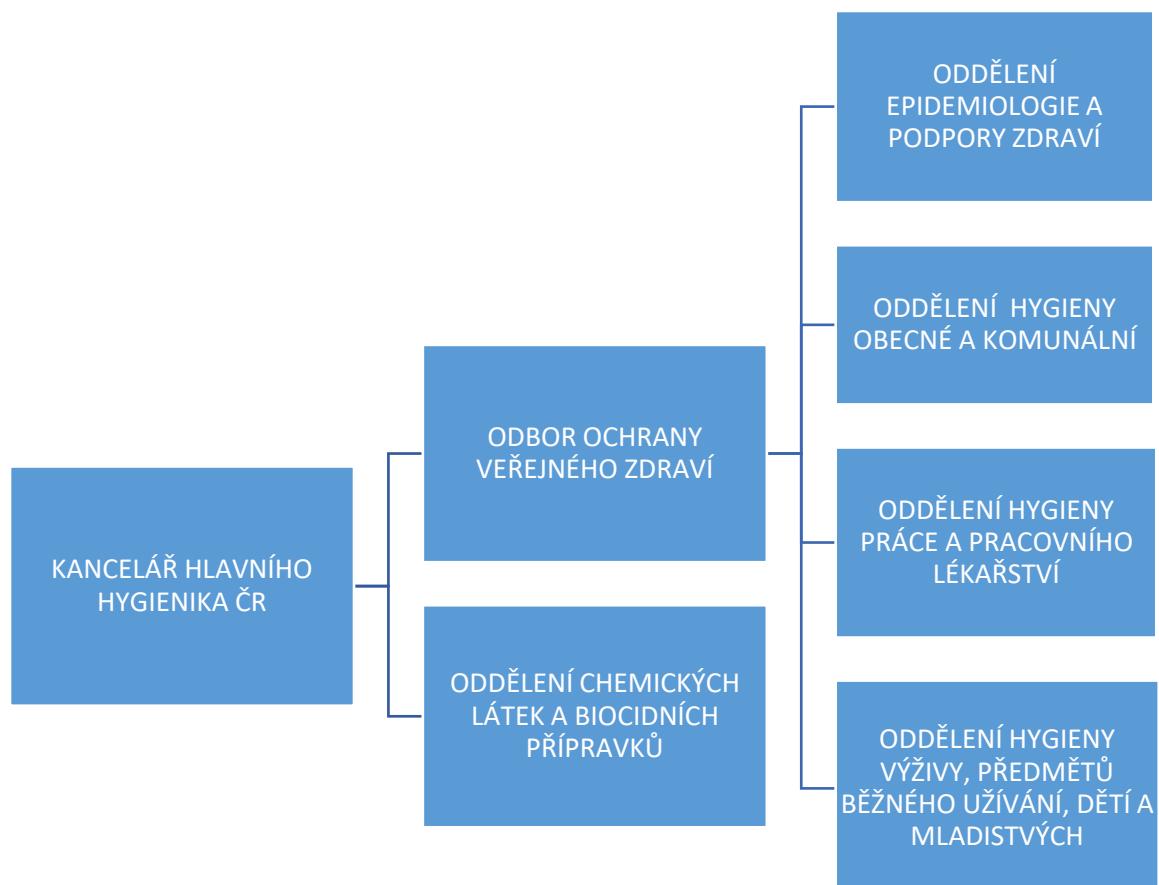 KANCELÁŘ HLAVNÍHO
HYGIENIKA ČR
ODBOR OCHRANY
VEŘEJNÉHO ZDRAVÍ
ODDĚLENÍ
EPIDEMIOLOGIE A
PODPORY ZDRAVÍ
ODDĚLENÍ  HYGIENY
OBECNÉ A KOMUNÁLNÍ
ODDĚLENÍ HYGIENY
PRÁCE A PRACOVNÍHO
LÉKAŘSTVÍ
ODDĚLENÍ HYGIENY
VÝŽIVY, PŘEDMĚTŮ
BĚŽNÉHO UŽÍVÁNÍ, DĚTÍ A
MLADISTVÝCH
ODDĚLENÍ CHEMICKÝCH
LÁTEK A BIOCIDNÍCH
PŘÍPRAVKŮ